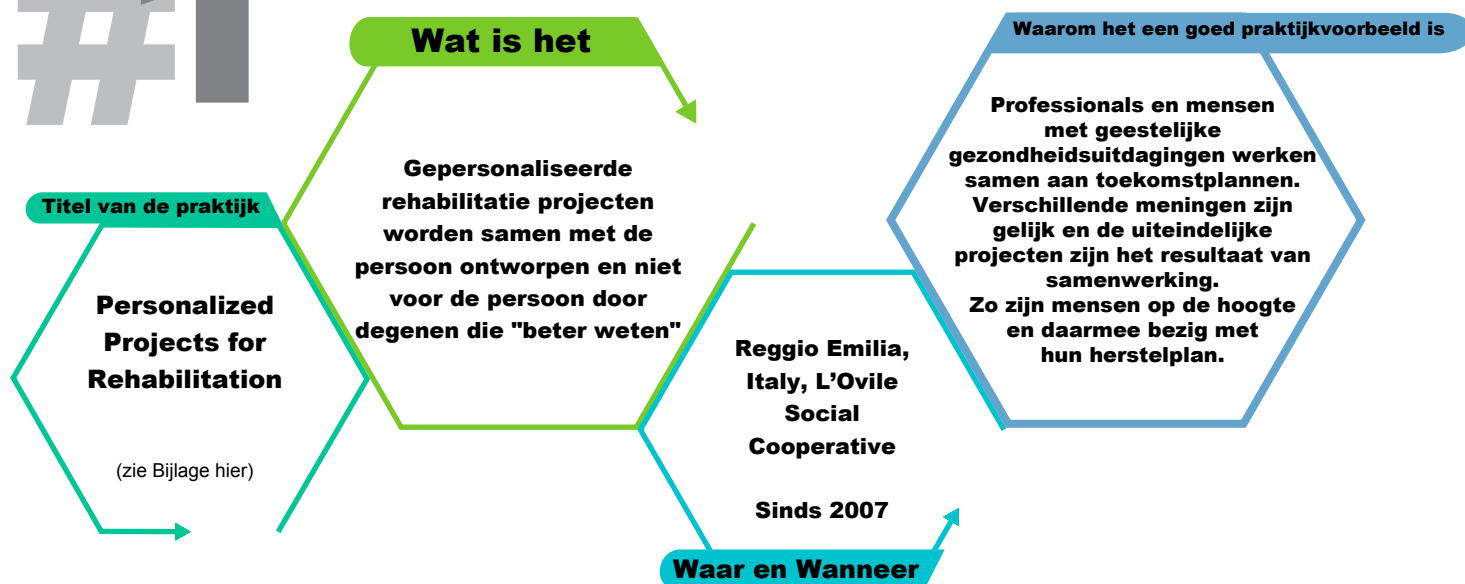 #1
Titel van de praktijk
Personalized
Projects for
Rehabilitation
(zie Bijlage hier)
Wat is het
Gepersonaliseerde
rehabilitatie projecten
worden samen met de
persoon ontworpen en niet
voor de persoon door
degenen die "beter weten"
Reggio Emilia,
Italy, L’Ovile
Social
Cooperative
Sinds 2007
Waar en Wanneer
Waarom het een goed praktijkvoorbeeld is
Professionals en mensen
met geestelijke
gezondheidsuitdagingen werken
samen aan toekomstplannen.
Verschillende meningen zijn
gelijk en de uiteindelijke
projecten zijn het resultaat van
samenwerking.
Zo zijn mensen op de hoogte
en daarmee bezig met
hun herstelplan.